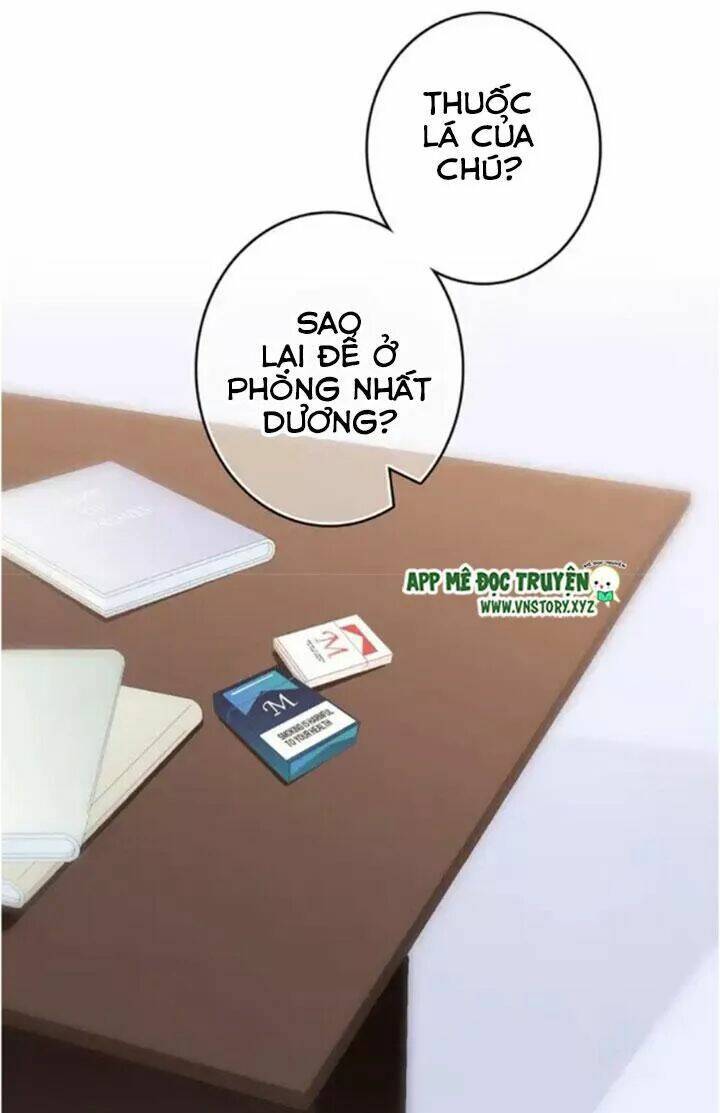 THUỐC
LÁ CỦA
CHÚ?
SAO
LẠI ĐỂ Ở
PHÒNG NHẤT
DƯƠNG?
APP MÊ ĐỌC TRUYỆN
WWW.VNSTORY.XYZ
M
M
SMOKING IS HARMFUL
TO YOUR HEALTH